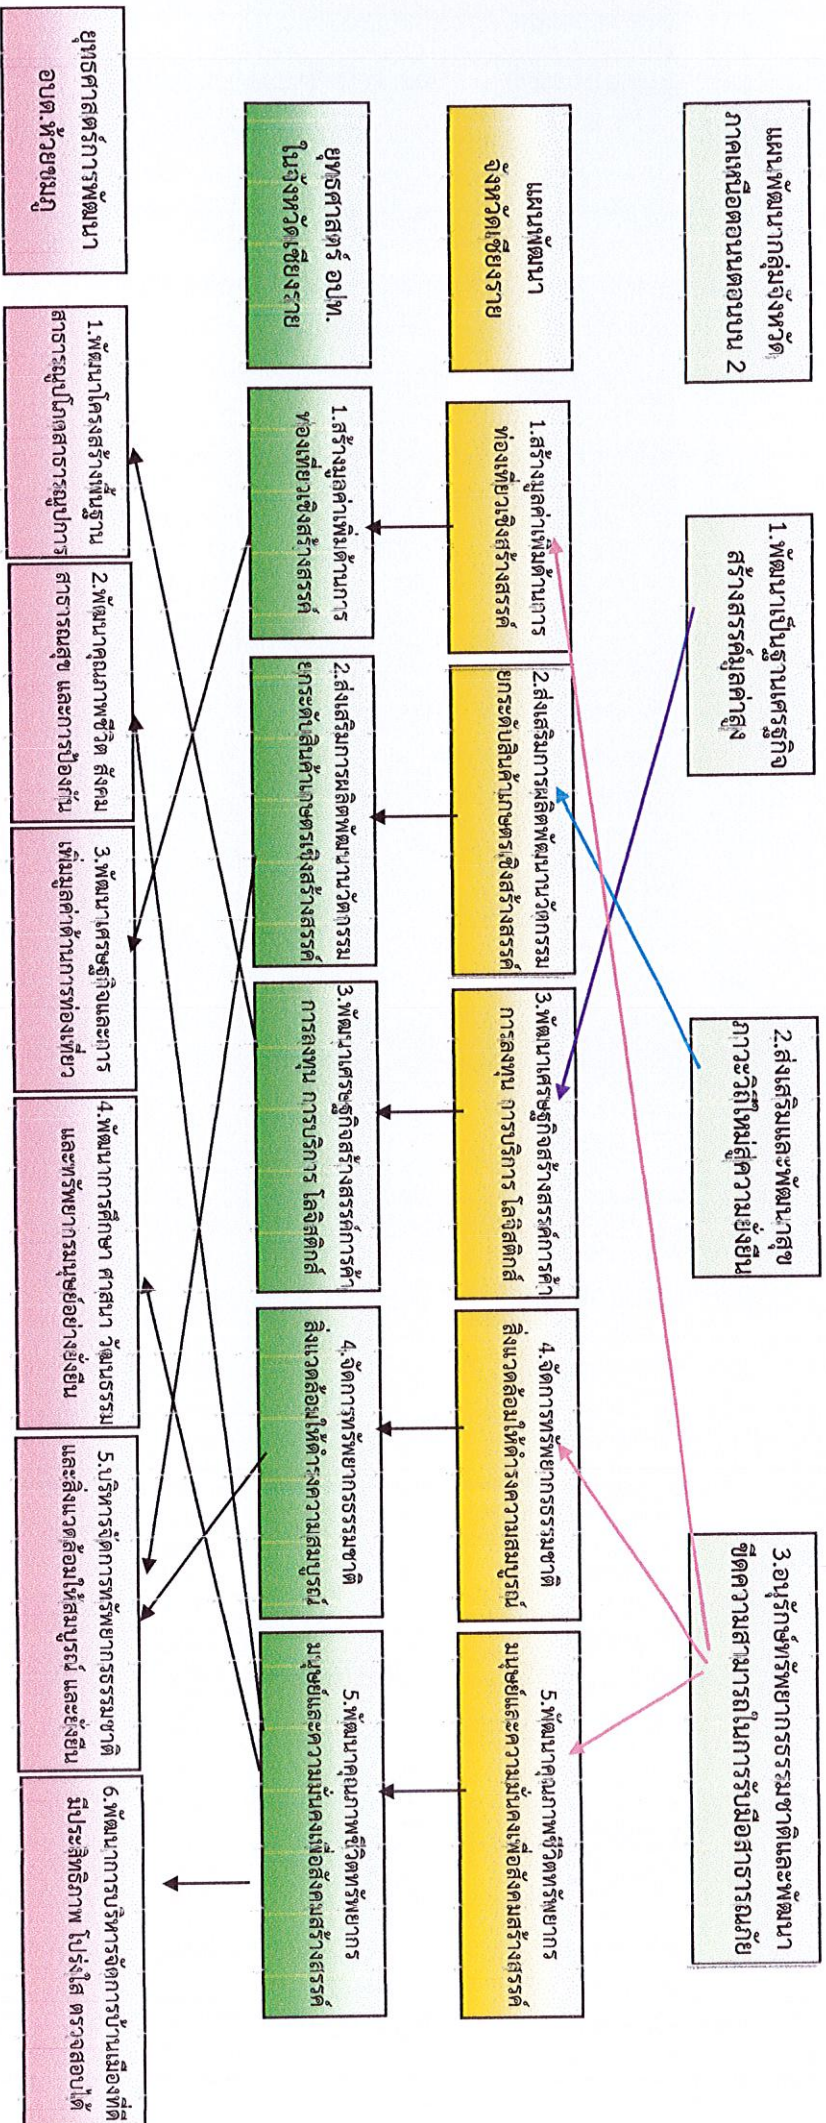 แผนพัฒนากลุ่มจังหวัด
ภาคเหนือตอนนตอนบน 2
1.พัฒนาเป็นฐานเศรษฐกิจ
สร้างสรรค์มูลค่าสูง
2.ส่งเสริมและพัฒนาสุข
ภาวะวิถีใหม่สู่ความยั่งยืน
3.อนุรักษ์ทรัพยากรธรรมชาติและพัฒนา
ขีดความสามารถในการรับมือสาธารณภัย
แผนพัฒนา
จังหวัดเชียงราย
1.สร้างมูลค่าเพิ่มด้านการ
ท่องเที่ยวเชิงสร้างสรรค์
2.ส่งเสริมการผลิตพัฒนานวัตกรรม
ยกระดับสินค้าเกษตรเชิงสร้างสรรค์
3.พัฒนาเศรษฐกิจสร้างสรรค์การค้า
การลงทุน การบริการ โลจิสติกส์
4.จัดการทรัพยากรธรรมชาติ
สิ่งแวดล้อมให้ดำรงความสมบูรณ์
5.พัฒนาคุณภาพชีวิตทรัพยากร
มนุษย์และความมั่นคงเพื่อสังคมสร้างสรรค์
ยุทธศาสตร์ อปท.
ในจังหวัดเชียงราย
1.สร้างมูลค่าเพิ่มด้านการ
ท่องเที่ยวเชิงสร้างสรรค์
2.ส่งเสริมการผลิตพัฒนานวัตกรรม
ยกระดับสินค้าเกษตรเชิงสร้างสรรค์
3.พัฒนาเศรษฐกิจสร้างสรรค์การค้า
การลงทุน การบริการ โลจิสติกส์
4.จัดการทรัพยากรธรรมชาติ
สิ่งแวดล้อมให้ดำรงความสมบูรณ์
5.พัฒนาคุณภาพชีวิตทรัพยากร
มนุษย์และความมั่นคงเพื่อสังคมสร้างสรรค์
ยุทธศาสตร์การพัฒนา
อบต.ห้วยชมภู
1.พัฒนาโครงสร้างพื้นฐาน
สาธารณูปโภคสาธารณูปการ
2.พัฒนาคุณภาพชีวิต สังคม
สาธารณสุข และการป้องกัน
3.พัฒนาเศรษฐกิจและการ
เพิ่มมูลค่าด้านการท่องเที่ยว
4.พัฒนาการศึกษา ศาสนา วัฒนธรรม
และทรัพยากรมนุษย์อย่างยั่งยืน
5.บริหารจัดการทรัพยากรธรรมชาติ
และสิ่งแวดล้อมให้สมบูรณ์ และยั่งยืน
6.พัฒนาการบริหารจัดการบ้านเมืองที่ดี
มีประสิทธิภาพ โปร่งใส ตรวจสอบได้